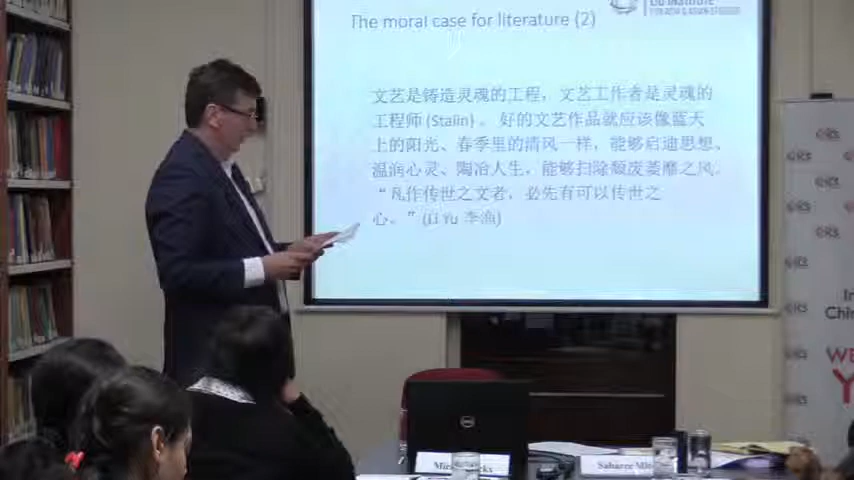 The moral case for literature (2)
文艺是铸造灵魂的工程，文艺工作者是灵魂的
工程师 (Stalin) 。好的文艺作品就应该像蓝天
上的阳光、春季里的清风一样，能够启迪思想、
温润心灵、陶冶人生，能够扫除颓废萎靡之风。
“凡作传世之文者，必先有可以传世之
心。” (Li Yu 李渔)
ICS
ICS
Chin
WE
Y
DELL